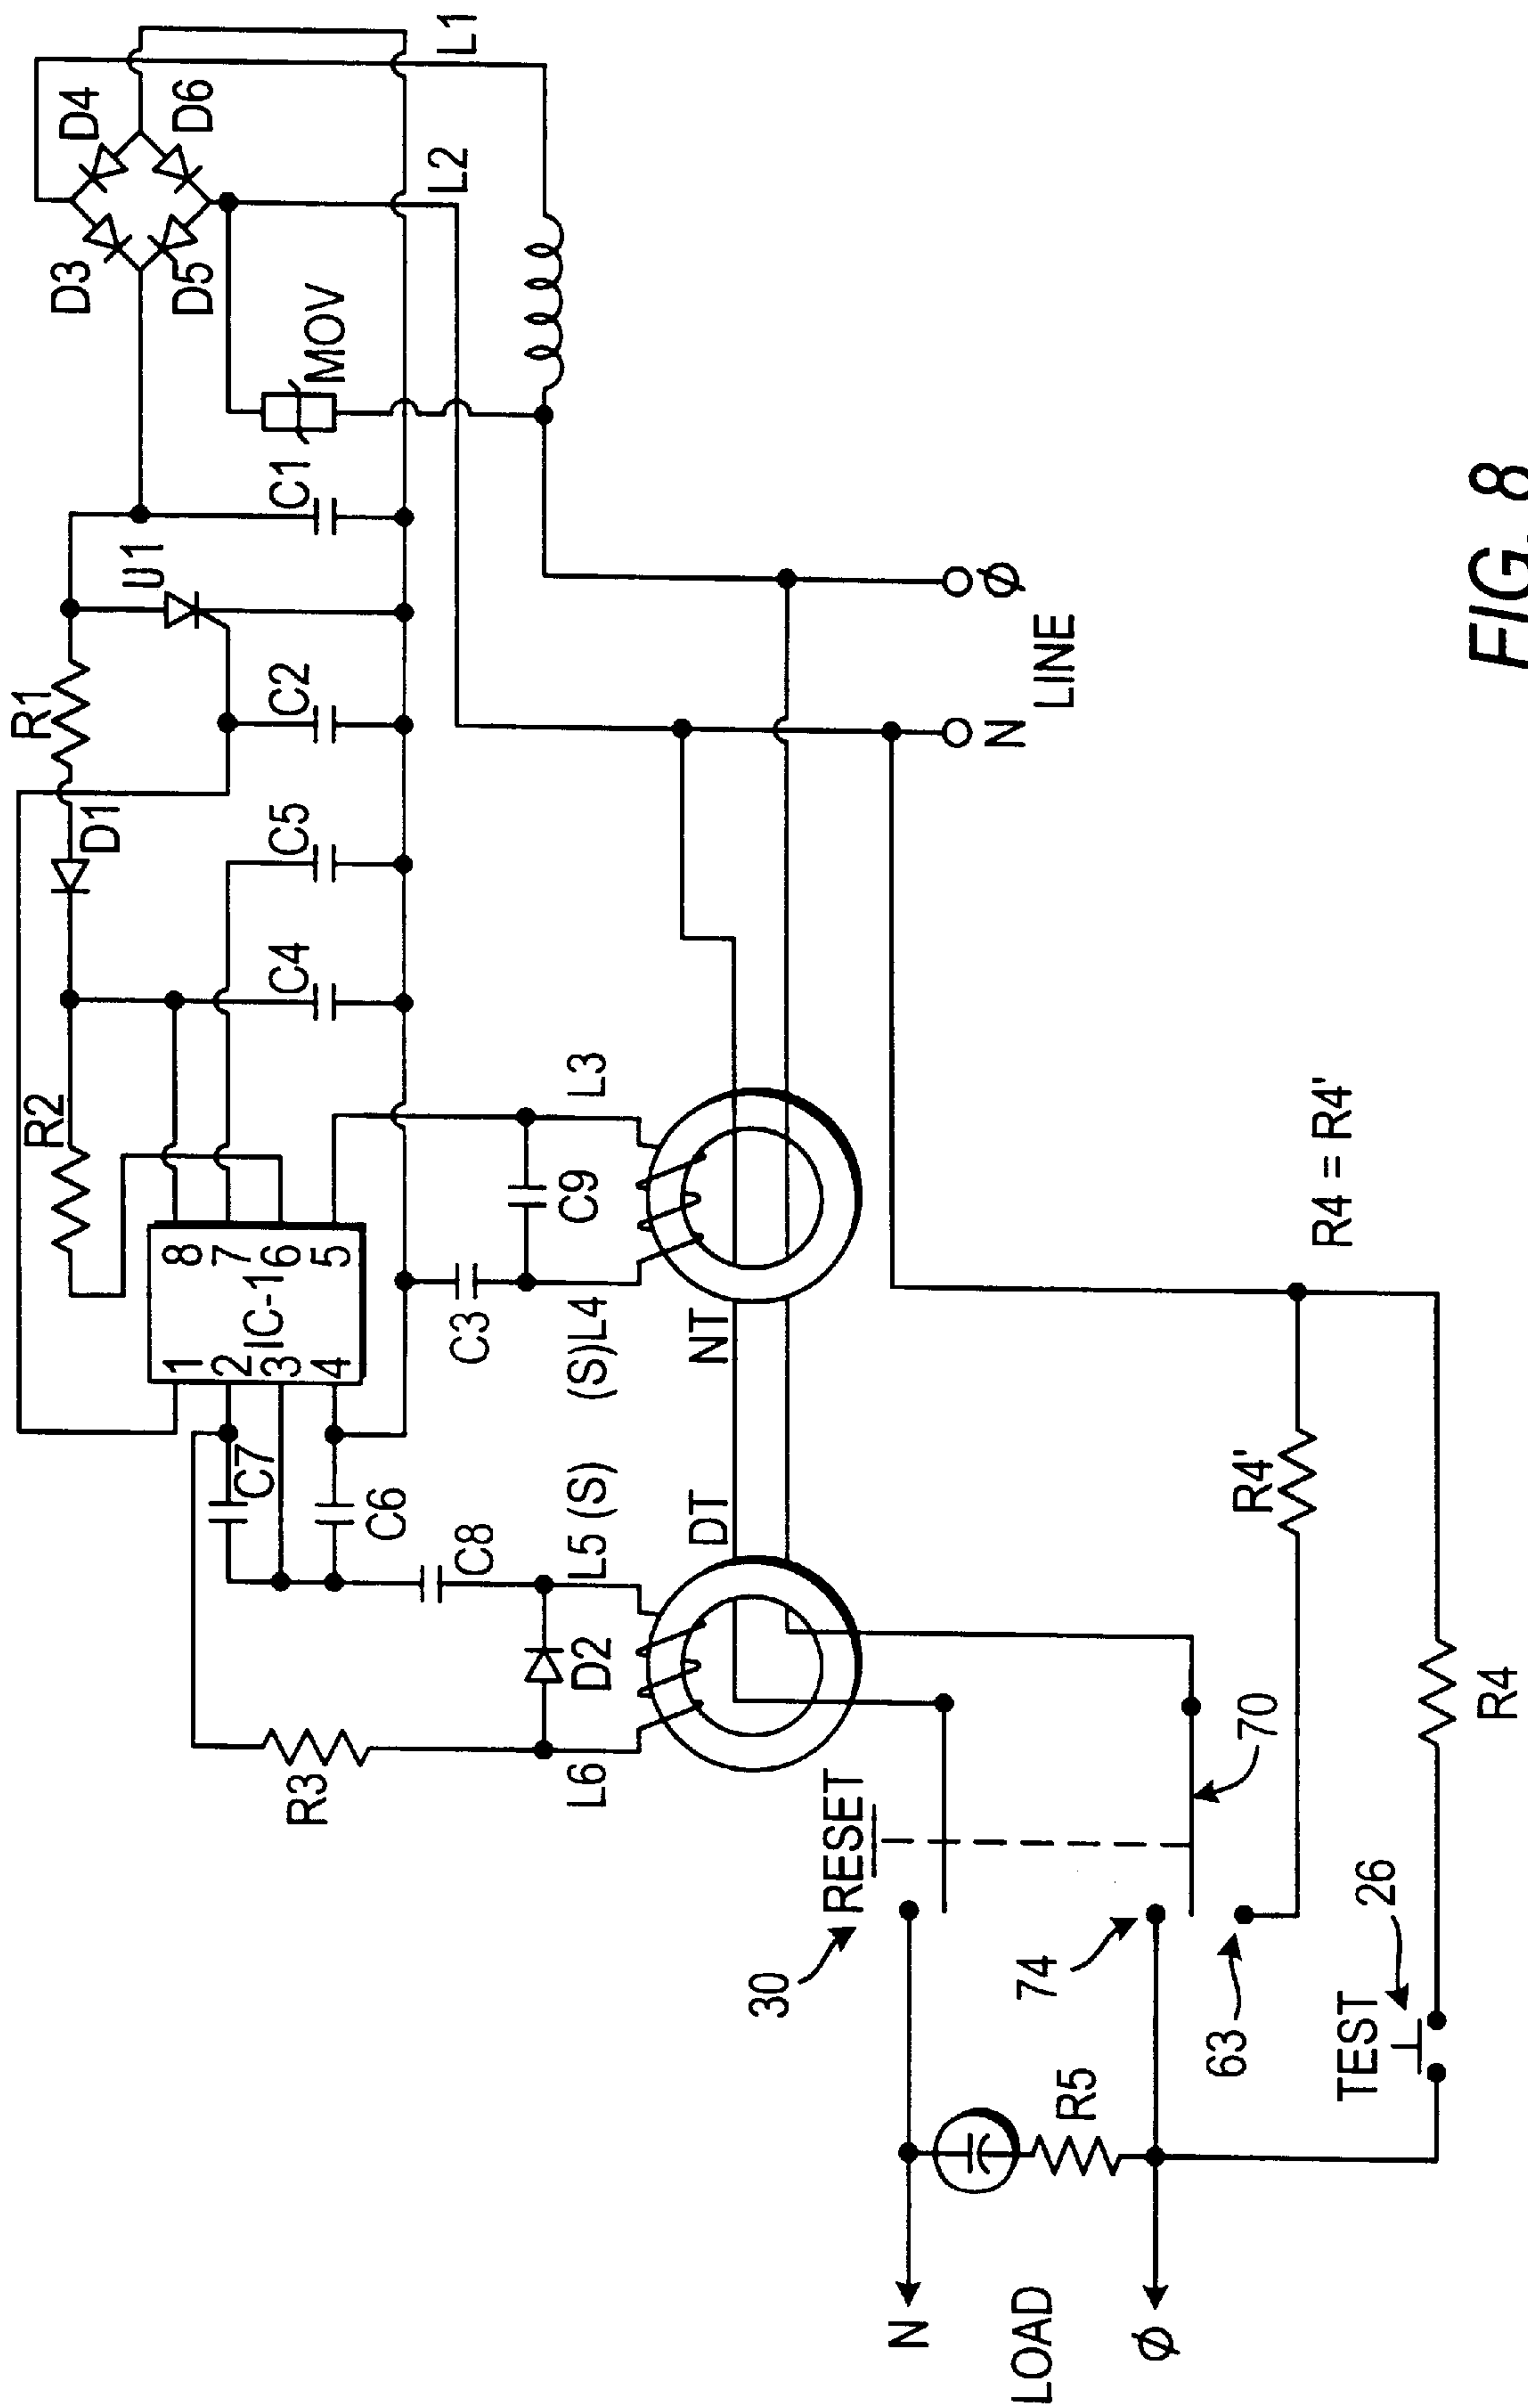 L1
D4
D6
L2
D3
D5
MOV
C1
U1
R1
C2
D1
C5
C4
R2
L3
8
7
6
5
IC-1
1
2
3
4
C9
C3
(S)L4
NT
C7
C6
C8
L5 (S)
DT
D2
R3
L6
N
Φ
LINE
R4 = R4'
R4'
R4
RESET
30
70
74
63
26
TEST
R5
N
LOAD
Φ
FIG. 8